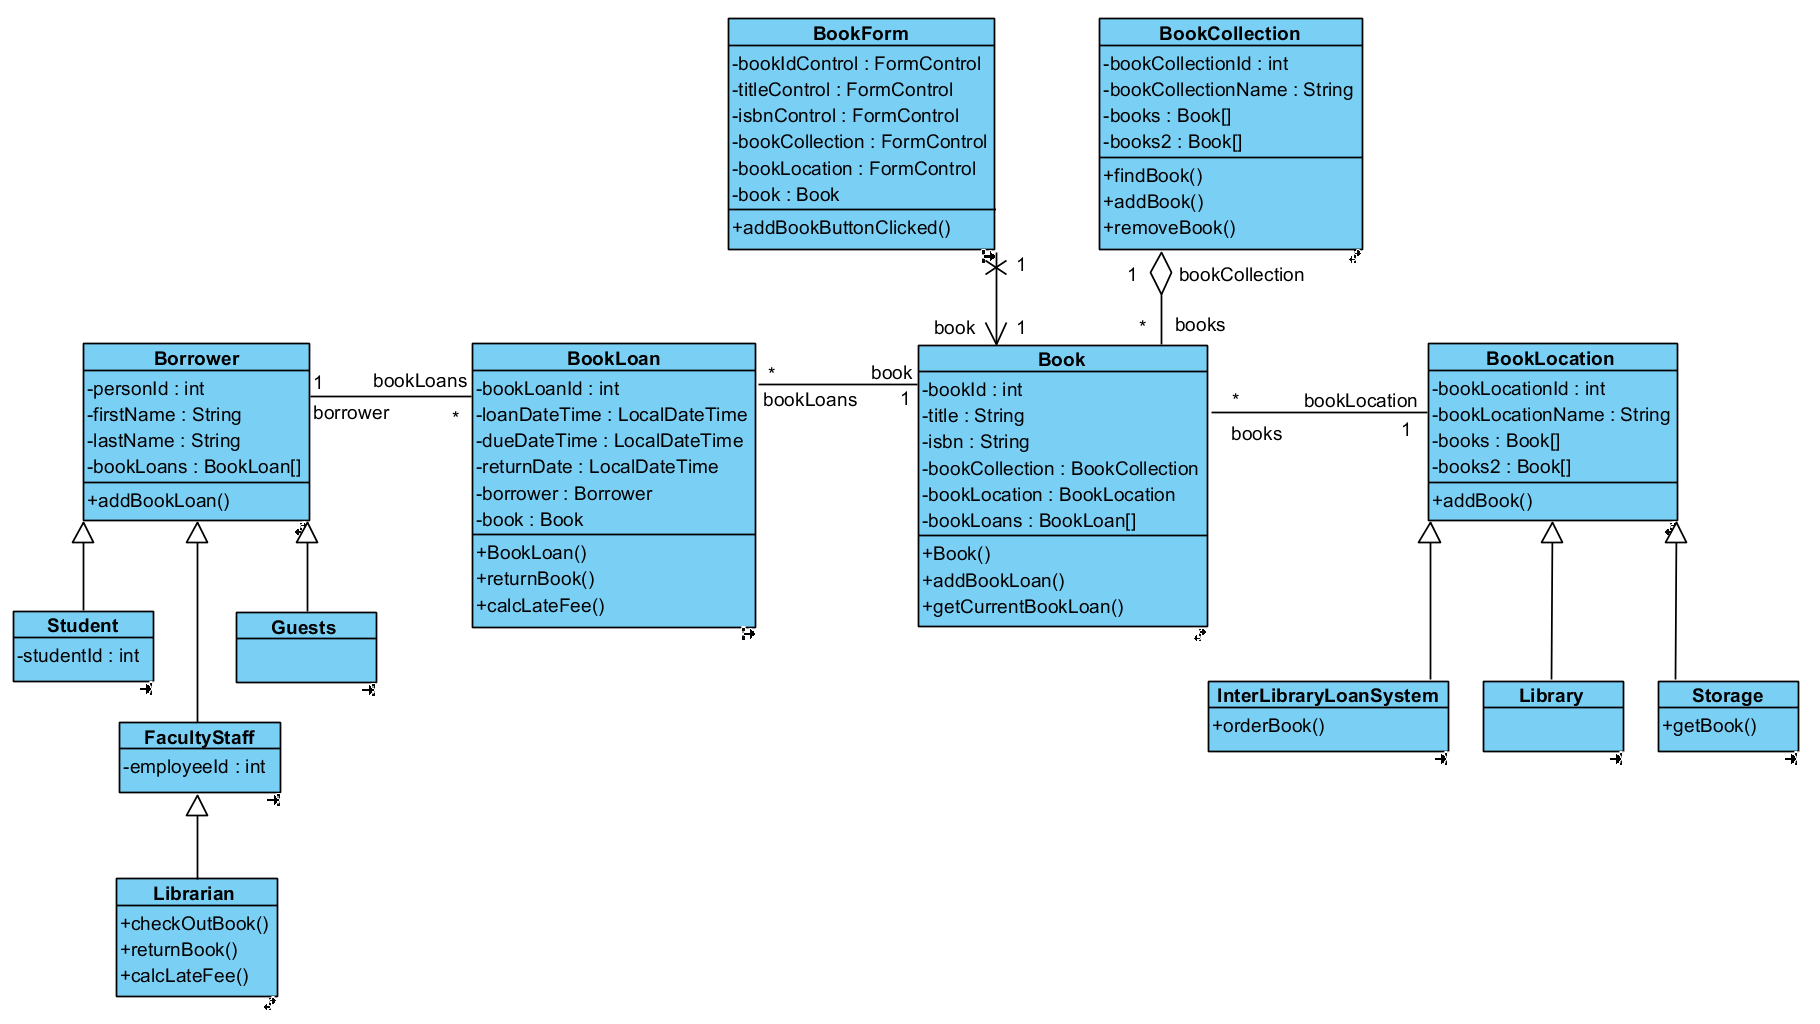 BookForm
-bookIdControl : FormControl
-titleControl : FormControl
-isbnControl : FormControl
-bookCollection : FormControl
-bookLocation : FormControl
-book : Book
+addBookButtonClicked()
BookCollection
-bookCollectionId : int
-bookCollectionName : String
-books : Book[]
-books2 : Book[]
+findBook()
+addBook()
+removeBook()
1
1 bookCollection
book 1
* books
Borrower
-personId : int
-firstName : String
-lastName : String
-bookLoans : BookLoan[]
+addBookLoan()
1 bookLoans
borrower *
BookLoan
-bookLoanId : int
-loanDateTime : LocalDateTime
-dueDateTime : LocalDateTime
-returnDate : LocalDateTime
-borrower : Borrower
-book : Book
+BookLoan()
+returnBook()
+calcLateFee()
* book
bookLoans 1
Book
-bookId : int
-title : String
-isbn : String
-bookCollection : BookCollection
-bookLocation : BookLocation
-bookLoans : BookLoan[]
+Book()
+addBookLoan()
+getCurrentBookLoan()
* bookLocation
books 1
BookLocation
-bookLocationId : int
-bookLocationName : String
-books : Book[]
-books2 : Book[]
+addBook()
Student
-studentId : int
Guests
FacultyStaff
-employeeId : int
Librarian
+checkOutBook()
+returnBook()
+calcLateFee()
InterLibraryLoanSystem
+orderBook()
Library
Storage
+getBook()